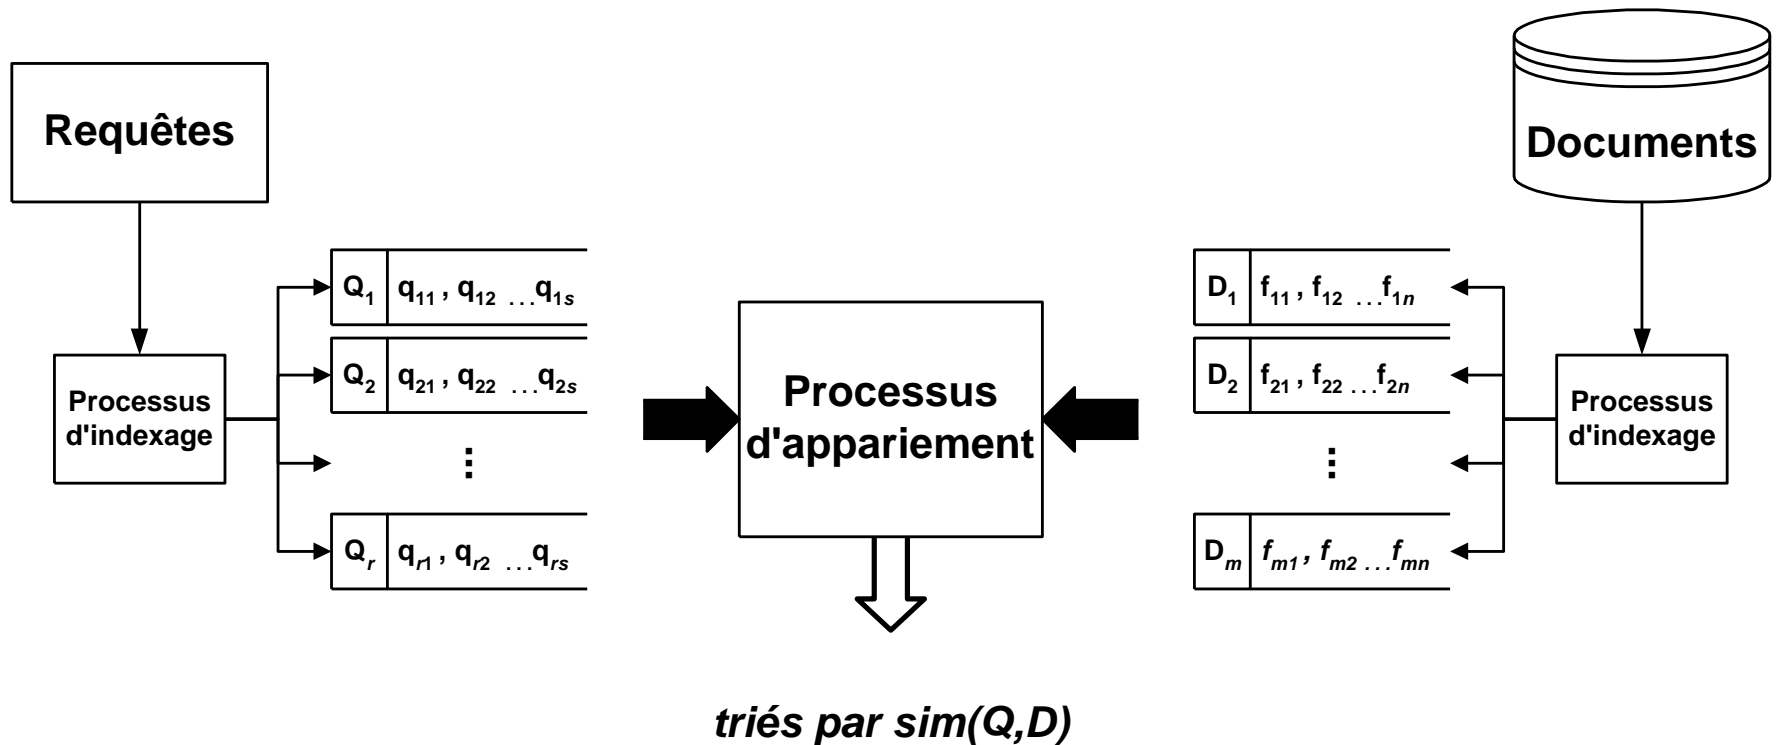 Requêtes
Documents
Q1 q11 , q12 ...q1s
D1 f11 , f12 ...f1n
Q2 q21 , q22 ...q2s
D2 f21 , f22 ...f2n
Processus
d'indexage
Processus
d'appariement
Processus
d'indexage
⋮
⋮
Qr qr1 , qr2 ...qrs
Dm fm1 , fm2 ...fmn
triés par sim(Q,D)